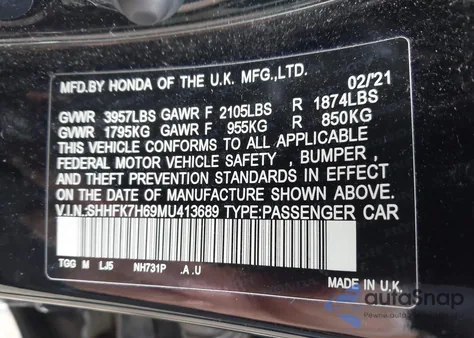 MFD.BY HONDA OF THE U.K. MFG.,LTD. 02/'21
GVWR 3957LBS GAWR F 2105LBS R 1874LBS
GVWR 1795KG GAWR F 955KG R 850KG
THIS VEHICLE CONFORMS TO ALL APPLICABLE
FEDERAL MOTOR VEHICLE SAFETY , BUMPER ,
AND THEFT PREVENTION STANDARDS IN EFFECT
ON THE DATE OF MANUFACTURE SHOWN ABOVE.
V.I.N.:SHHFK7H69MU413689 TYPE:PASSENGER CAR
TGG M LJ5 NH731P .A.U
MADE IN U.K.
autoSnap